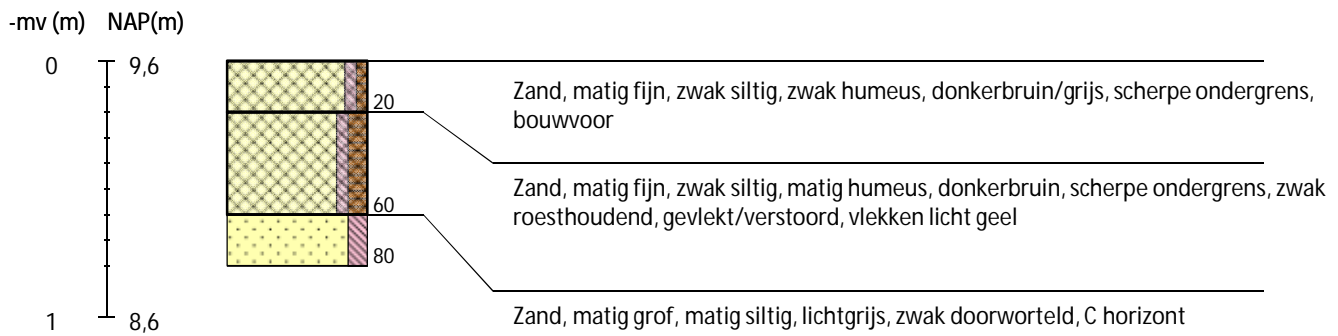 -mv (m) NAP(m)
0 9,6
20
Zand, matig fijn, zwak siltig, zwak humeus, donkerbruin/grijs, scherpe ondergrens,
bouwvoor
60
Zand, matig fijn, zwak siltig, matig humeus, donkerbruin, scherpe ondergrens, zwak
roesthoudend, gevlekt/verstoord, vlekken licht geel
80
1 8,6
Zand, matig grof, matig siltig, lichtgrijs, zwak doorworteld, C horizont